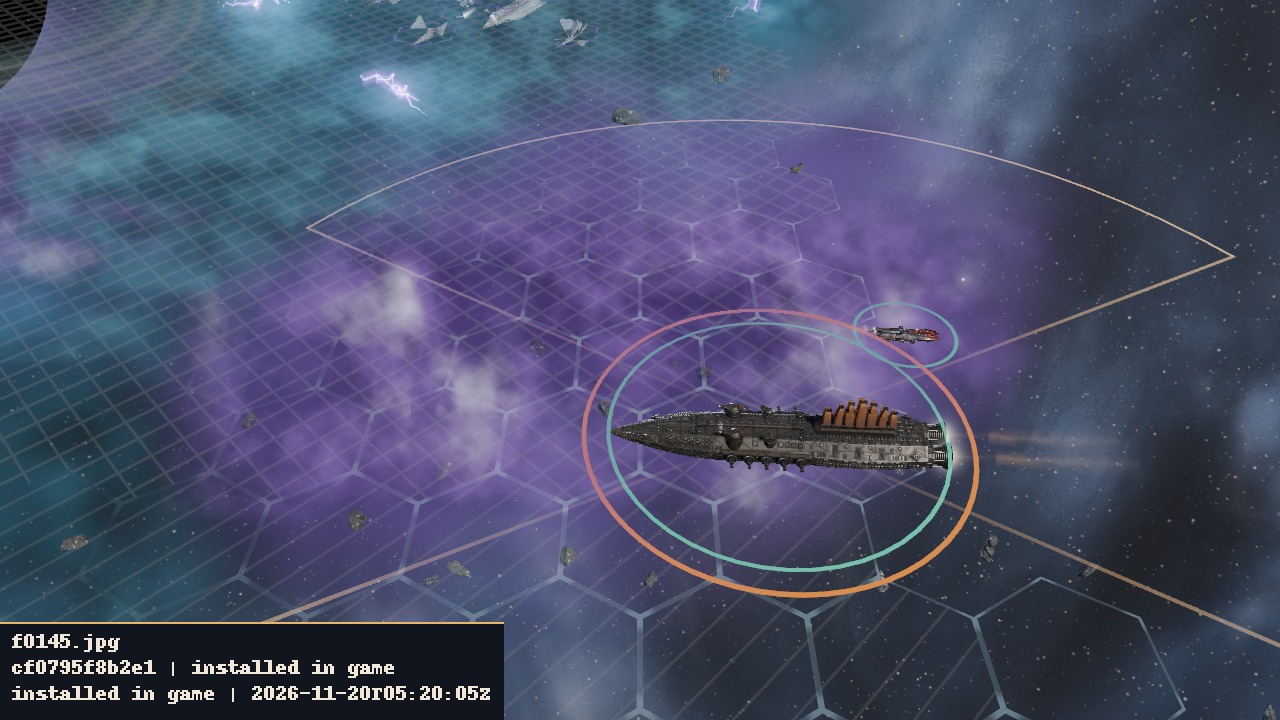 f0145.jpg
cf0795f8b2e1 | installed in game
installed in game | 2026-11-20T05:20:05Z